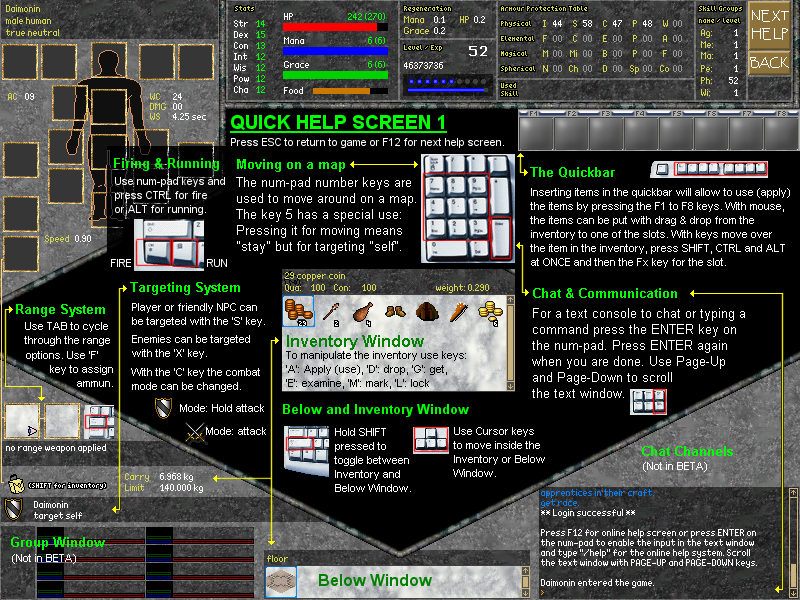 Daimonin
male human
true neutral
AC 09
WC 24
DMG .00
WS 4.25 sec
Speed 0.90
Stats
Str 14
Dex 15
Con 13
Int 12
Wis 12
Pow 12
Cha 12
HP 242 (270)
Mana 6 (6)
Grace 6 (6)
Food
Regeneration
Mana 0.1 HP 0.2
Grace 0.2
Level / Exp
52
46373736
Used
Skill
Armour Protection Table
Physical I 44 S 58 C 47 P 48 W 00
Elemental F 00 C 00 E 00 P 00 A 00
Magical M 00 Mi 00 B 00 P 00 F 00
Spherical N 00 Ch 00 D 00 Sp 00 Co 00
Skill Groups
name / level
Ag: 1
Me: 1
Ma: 1
Pe: 1
Ph: 52
Wi: 1
NEXT
HELP
BACK
F1 F2 F3 F4 F5 F6 F7 F8
QUICK HELP SCREEN 1
Press ESC to return to game or F12 for next help screen.
Firing & Running
Use num-pad keys and
press CTRL for fire
or ALT for running.
FIRE
RUN
Moving on a map
The num-pad number keys are
used to move around on a map.
The key 5 has a special use:
Pressing it for moving means
"stay" but for targeting "self".
The Quickbar
Inserting items in the quickbar will allow to use (apply)
the items by pressing the F1 to F8 keys. With mouse,
the items can be put with drag & drop from the
inventory to one of the slots. With keys move over
the item in the inventory, press SHIFT, CTRL and ALT
at ONCE and then the Fx key for the slot.
Targeting System
Player or friendly NPC can
be targeted with the 'S' key.
Enemies can be targeted
with the 'X' key.
With the 'C' key the combat
mode can be changed.
Mode: Hold attack
Mode: attack
Range System
Use TAB to cycle
through the range
options. Use 'F'
key to assign
ammun.
no range weapon applied
29 copper coin
Qua: 100 Con: 100 weight: 0.290
29 2 4 6
Inventory Window
To manipulate the inventory use keys:
'A': Apply (use), 'D': drop, 'G': get,
'E': examine, 'M': mark, 'L': lock
Chat & Communication
For a text console to chat or typing a
command press the ENTER key on
the num-pad. Press ENTER again
when you are done. Use Page-Up
and Page-Down to scroll
the text window.
Below and Inventory Window
Hold SHIFT
pressed to
toggle between
Inventory and
Below Window.
Use Cursor keys
to move inside the
Inventory or Below
Window.
Chat Channels
(Not in BETA)
(SHIFT for inventory)
Carry 6.968 kg
Limit 140.000 kg
Daimonin
target self
Group Window
(Not in BETA)
floor
Below Window
apprentices in their craft
get race
** Login successful **
Press F12 for online help screen or press ENTER on
the num-pad to enable the input in the text window
and type "/help" for the online help system. Scroll
the text window with PAGE-UP and PAGE-DOWN keys.
Daimonin entered the game.
>